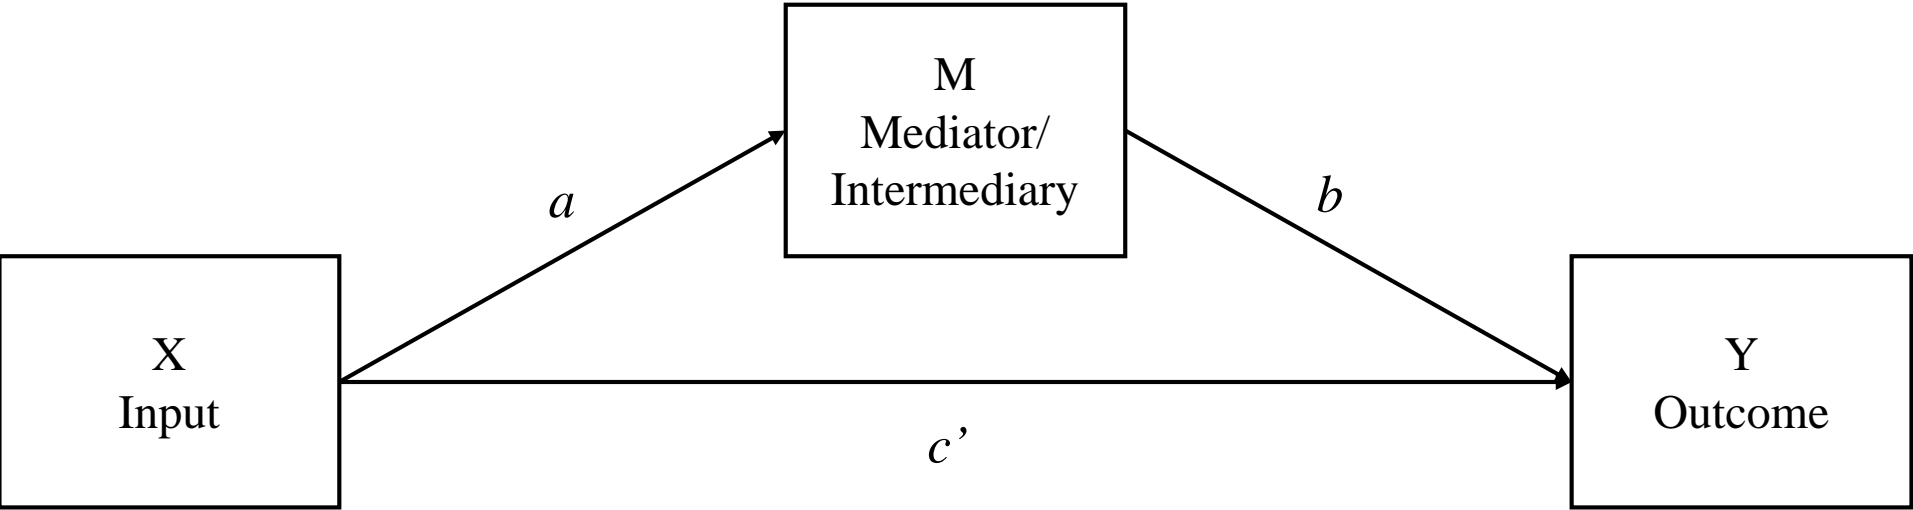 M
Mediator/
Intermediary
a
b
X
Input
Y
Outcome
c’